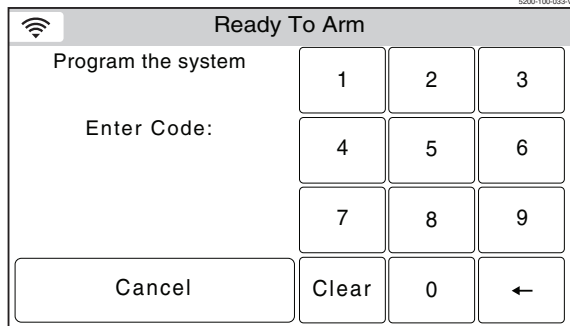 5200-100-033-V
Ready To Arm
Program the system
Enter Code:
1 2 3
4 5 6
7 8 9
Cancel Clear 0 ←